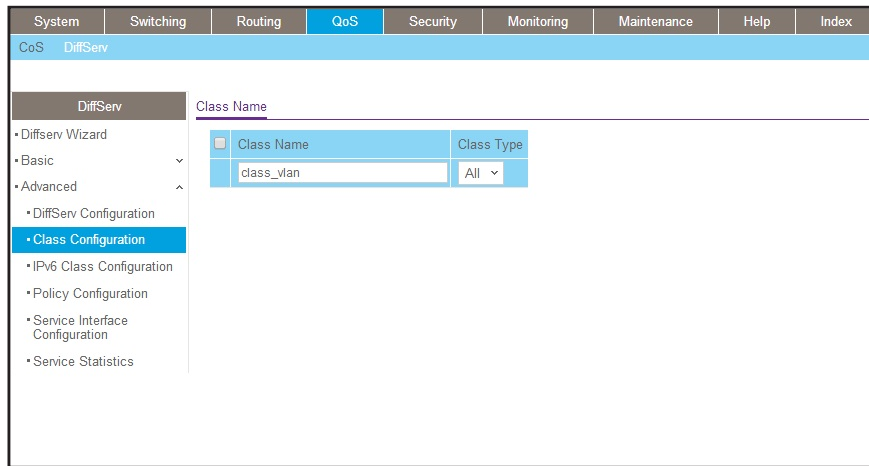 System Switching Routing QoS Security Monitoring Maintenance Help Index
CoS DiffServ
DiffServ
Class Name
Diffserv Wizard
Class Name Class Type
Basic
class_vlan All
Advanced
DiffServ Configuration
Class Configuration
IPv6 Class Configuration
Policy Configuration
Service Interface
Configuration
Service Statistics